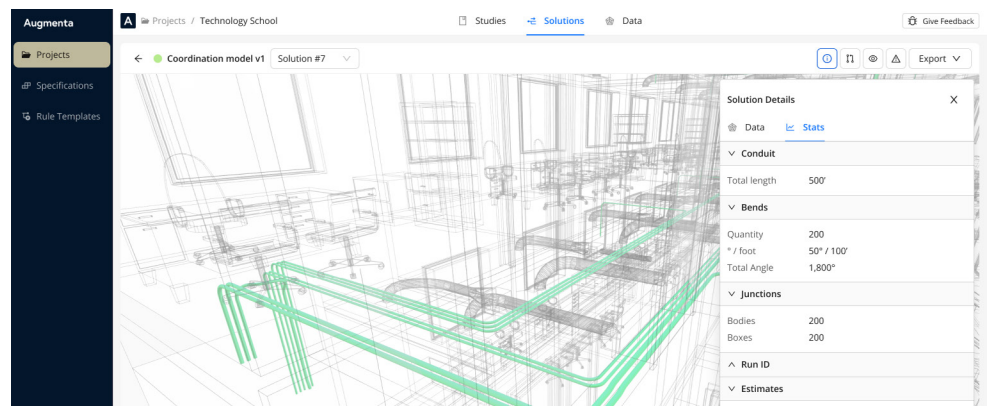 Augmenta
A Projects / Technology School
Studies Solutions Data
Give Feedback
Projects
Specifications
Rule Templates
Coordination model v1 Solution #7
Export
Solution Details X
Data Stats
Conduit
Total length 500'
Bends
Quantity 200
° / foot 50° / 100'
Total Angle 1,800°
Junctions
Bodies 200
Boxes 200
Run ID
Estimates